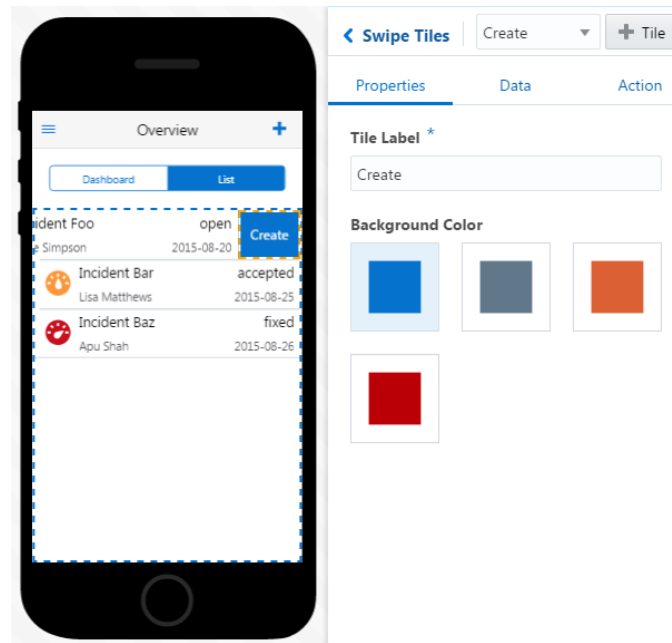 Overview
Dashboard
List
ident Foo
open
Simpson
2015-08-20
Create
Incident Bar
accepted
Lisa Matthews
2015-08-25
Incident Baz
fixed
Apu Shah
2015-08-26
Swipe Tiles
Create
Tile
Properties
Data
Action
Tile Label *
Create
Background Color